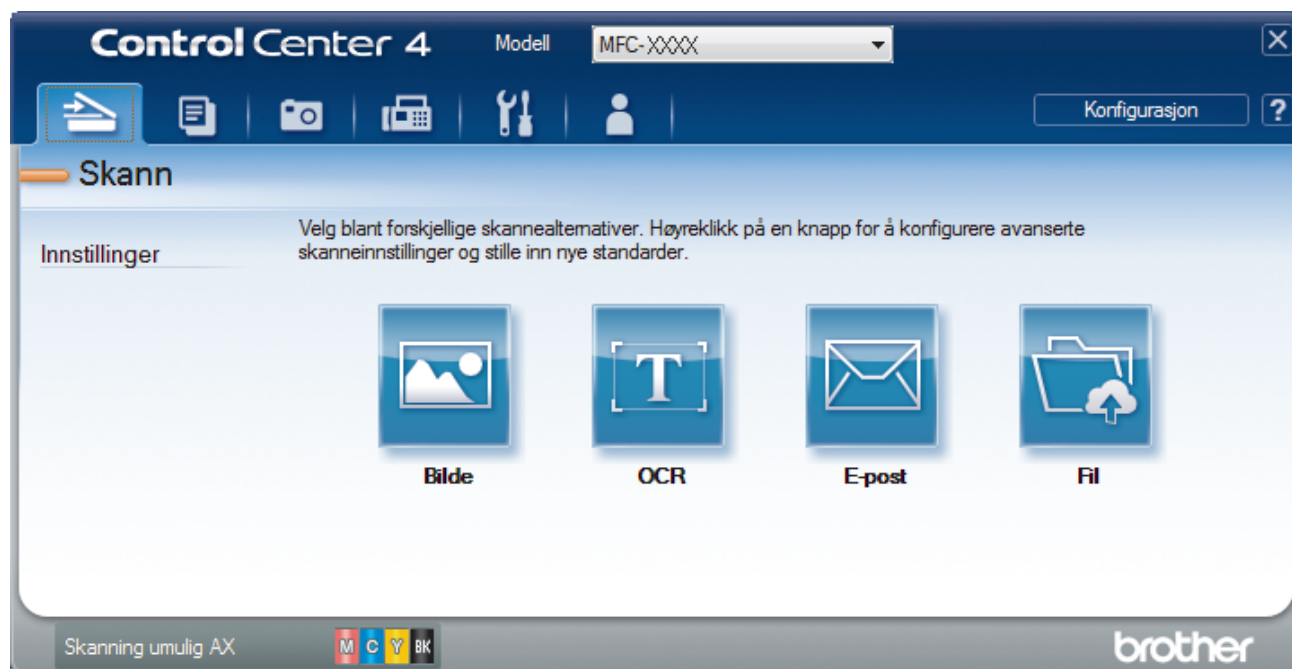 ControlCenter 4
Modell
MFC-XXXX
Konfigurasjon
?
Skann
Innstillinger
Velg blant forskjellige skannealternativer. Høyreklikk på en knapp for å konfigurere avanserte
skanneinnstillinger og stille inn nye standarder.
T
Bilde
OCR
E-post
Fil
Skanning umulig AX
M C Y BK
brother